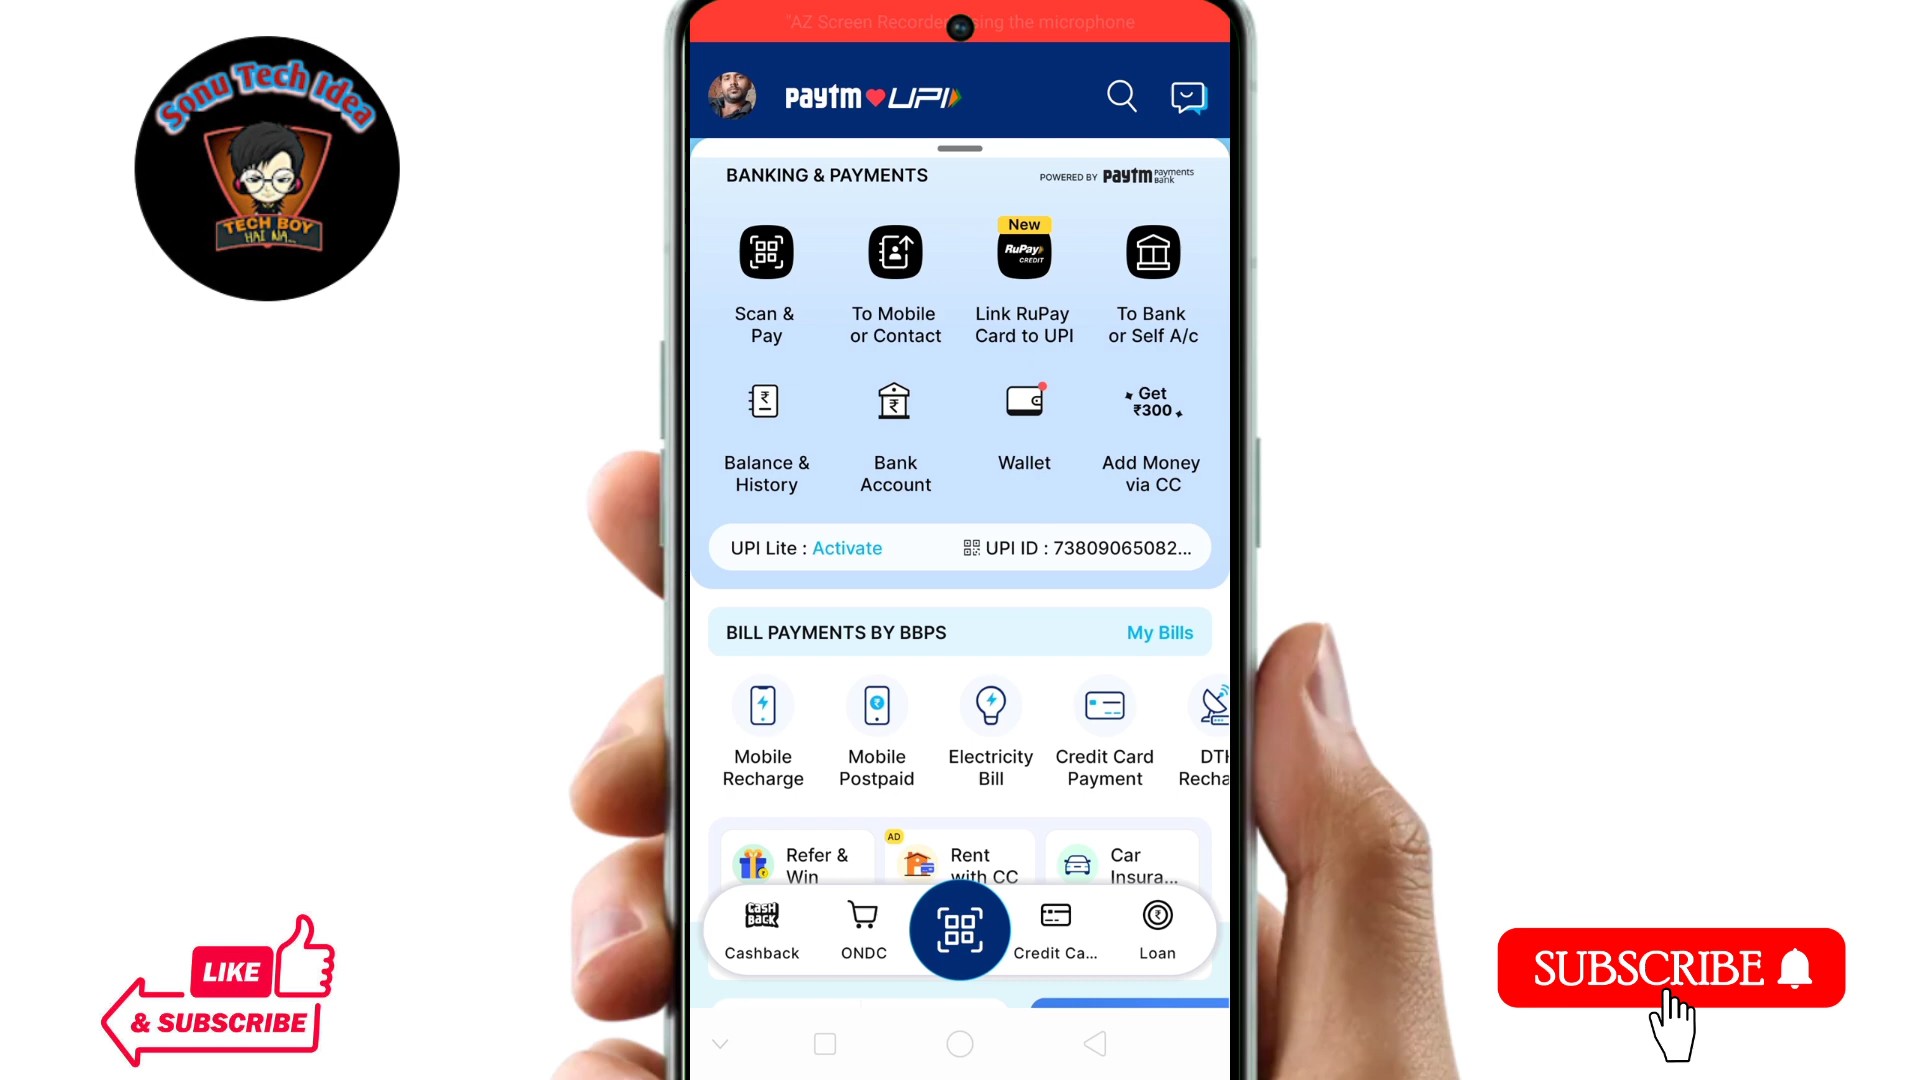 "AZ Screen Recorder
ing the microphone
Sonu Tech Idea
TECH BOY
HAI NA...
paytm UPI
BANKING & PAYMENTS
POWERED BY paytm Payments Bank
New
RuPay
CREDIT
Scan &
Pay
To Mobile
or Contact
Link RuPay
Card to UPI
To Bank
or Self A/c
Get
₹300
Balance &
History
Bank
Account
Wallet
Add Money
via CC
UPI Lite : Activate
UPI ID : 73809065082...
BILL PAYMENTS BY BBPS
My Bills
Mobile
Recharge
Mobile
Postpaid
Electricity
Bill
Credit Card
Payment
DTH
Recha
Refer &
Win
AD
Rent
with CC
Car
Insura...
CASH
BACK
Cashback
ONDC
Credit Ca...
Loan
LIKE
& SUBSCRIBE
SUBSCRIBE